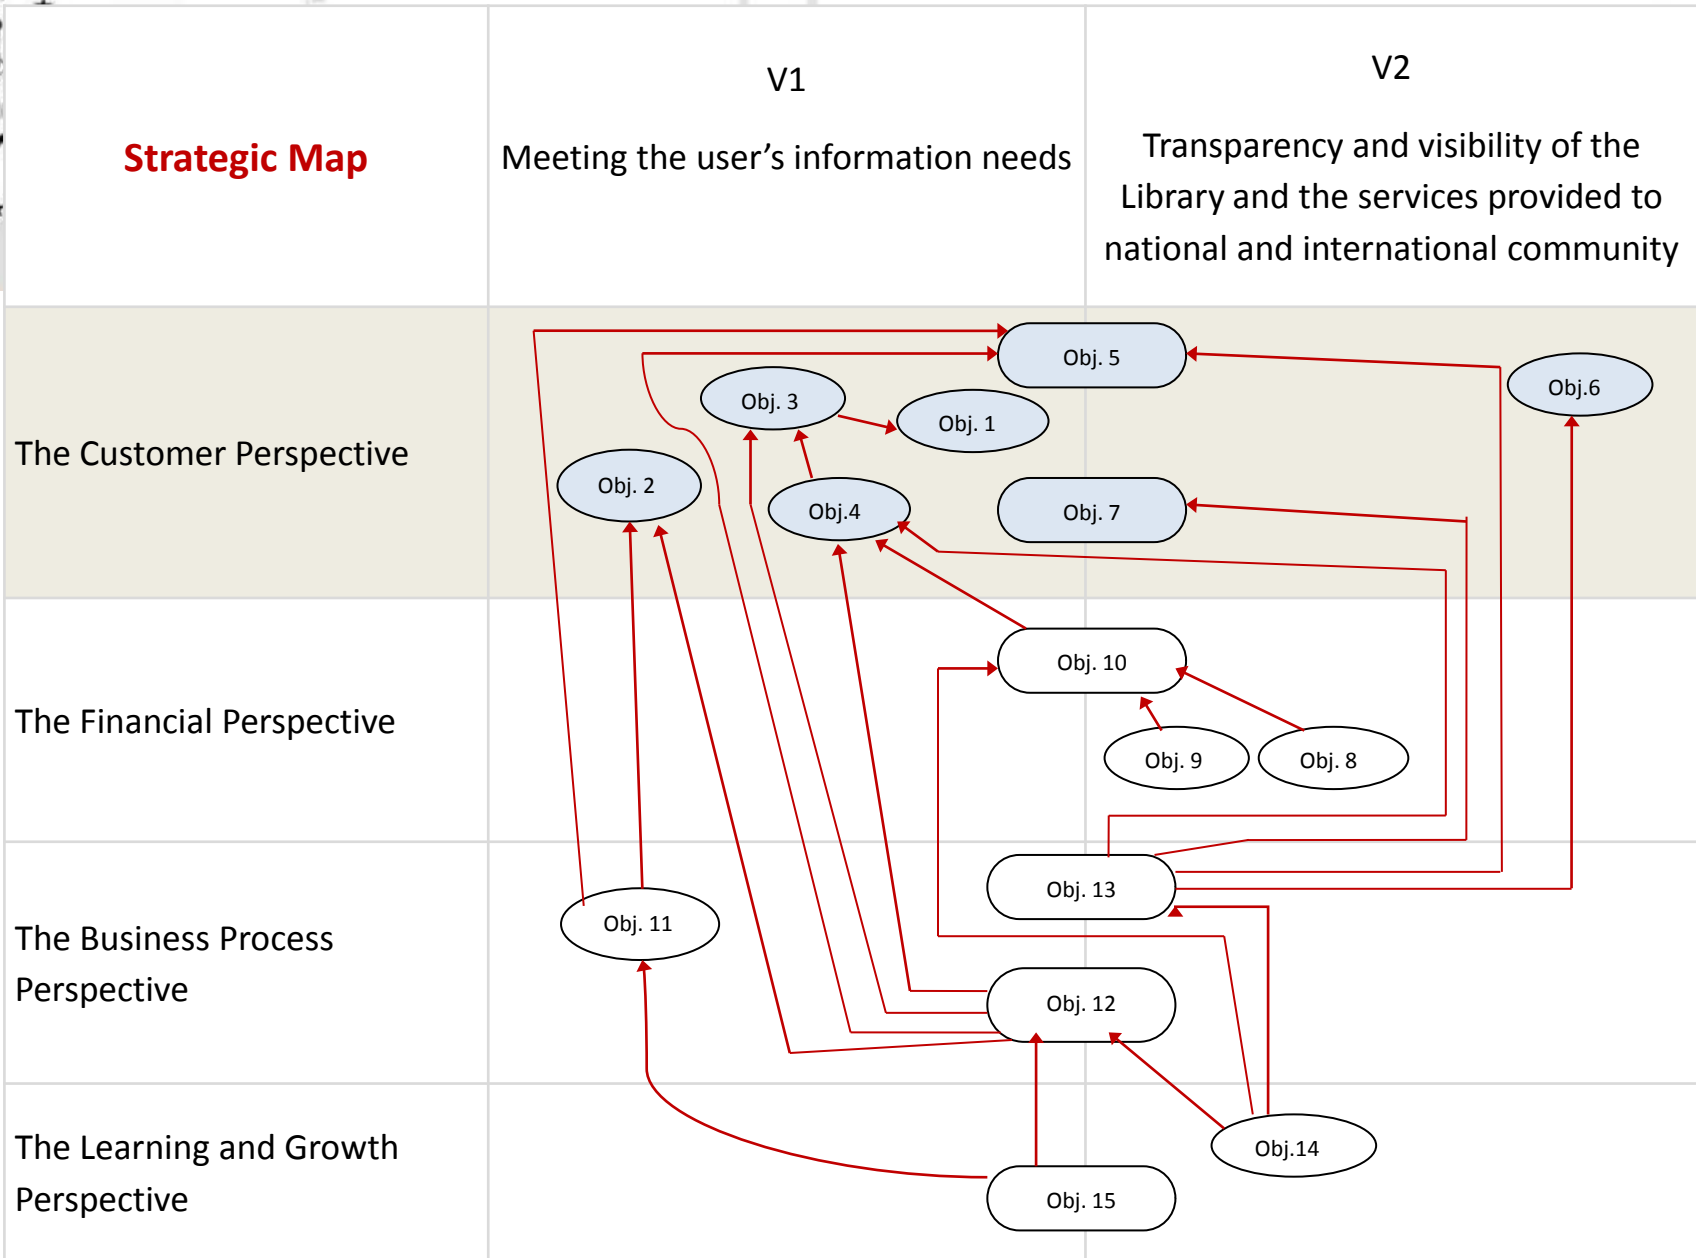 Strategic Map
V1
Meeting the user’s information needs
V2
Transparency and visibility of the
Library and the services provided to
national and international community
The Customer Perspective
Obj. 5
Obj.6
Obj. 3
Obj. 1
Obj. 2
Obj.4
Obj. 7
The Financial Perspective
Obj. 10
Obj. 9
Obj. 8
The Business Process
Perspective
Obj. 13
Obj. 11
Obj. 12
The Learning and Growth
Perspective
Obj.14
Obj. 15